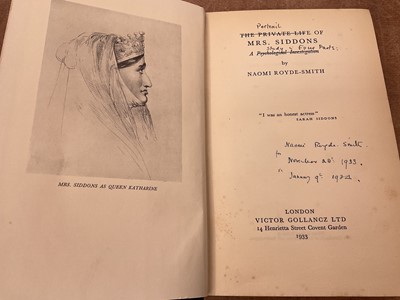 MRS. SIDDONS AS QUEEN KATHARINE
Portrait
THE PRIVATE LIFE OF
MRS. SIDDONS
Study in Four Parts.
A Psychological Investigation
by
NAOMI ROYDE-SMITH
"I was an honest actress"
SARAH SIDDONS
Naomi Royde Smith
November 1933.
January 9th
LONDON
VICTOR GOLLANCZ LTD
14 Henrietta Street Covent Garden
1933